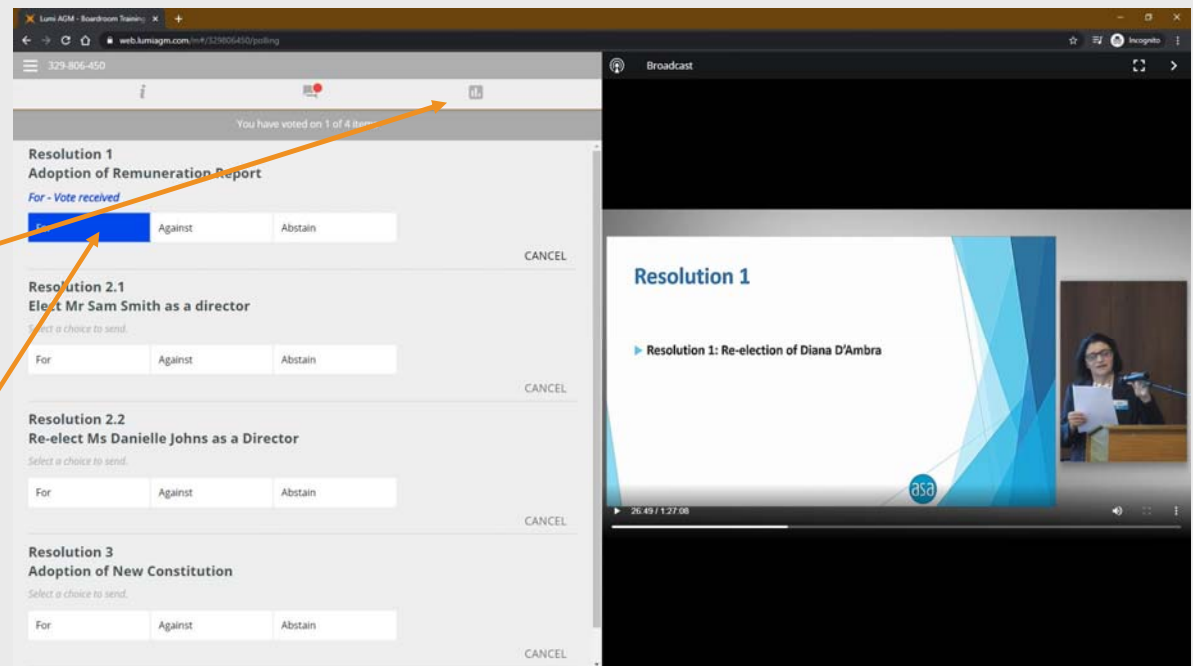 Lumi AGM - Boardroom Training
web.lumiagm.com/m#/329806450/polling
Incognito
329-806-450
Broadcast
i
You have voted on 1 of 4 items
Resolution 1
Adoption of Remuneration Report
For - Vote received
For Against Abstain
CANCEL
Resolution 2.1
Elect Mr Sam Smith as a director
Select a choice to send.
For Against Abstain
CANCEL
Resolution 2.2
Re-elect Ms Danielle Johns as a Director
Select a choice to send.
For Against Abstain
CANCEL
Resolution 3
Adoption of New Constitution
Select a choice to send.
For Against Abstain
CANCEL
Resolution 1
Resolution 1: Re-election of Diana D'Ambra
asa
26:49 / 1:27:08